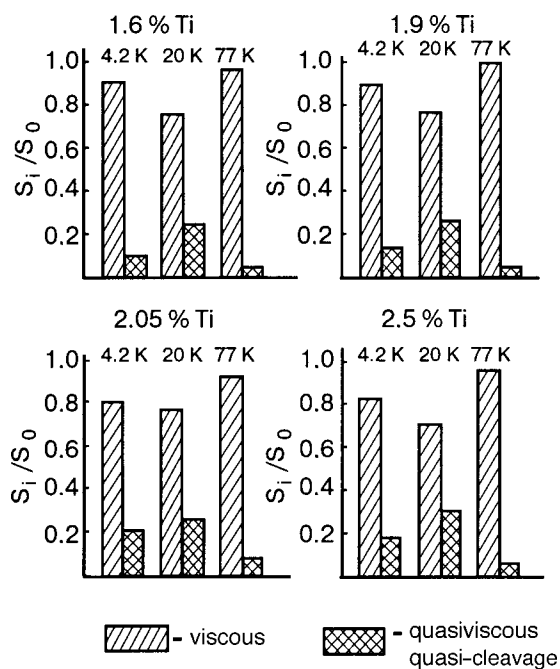 1.6 % Ti
4.2 K 20 K 77 K
1.0
0.8
0.6
0.4
0.2
S_i/S_0
1.9 % Ti
4.2 K 20 K 77 K
1.0
0.8
0.6
0.4
0.2
S_i/S_0
2.05 % Ti
4.2 K 20 K 77 K
1.0
0.8
0.6
0.4
0.2
S_i/S_0
2.5 % Ti
4.2 K 20 K 77 K
1.0
0.8
0.6
0.4
0.2
S_i/S_0
- viscous
- quasiviscous
quasi-cleavage